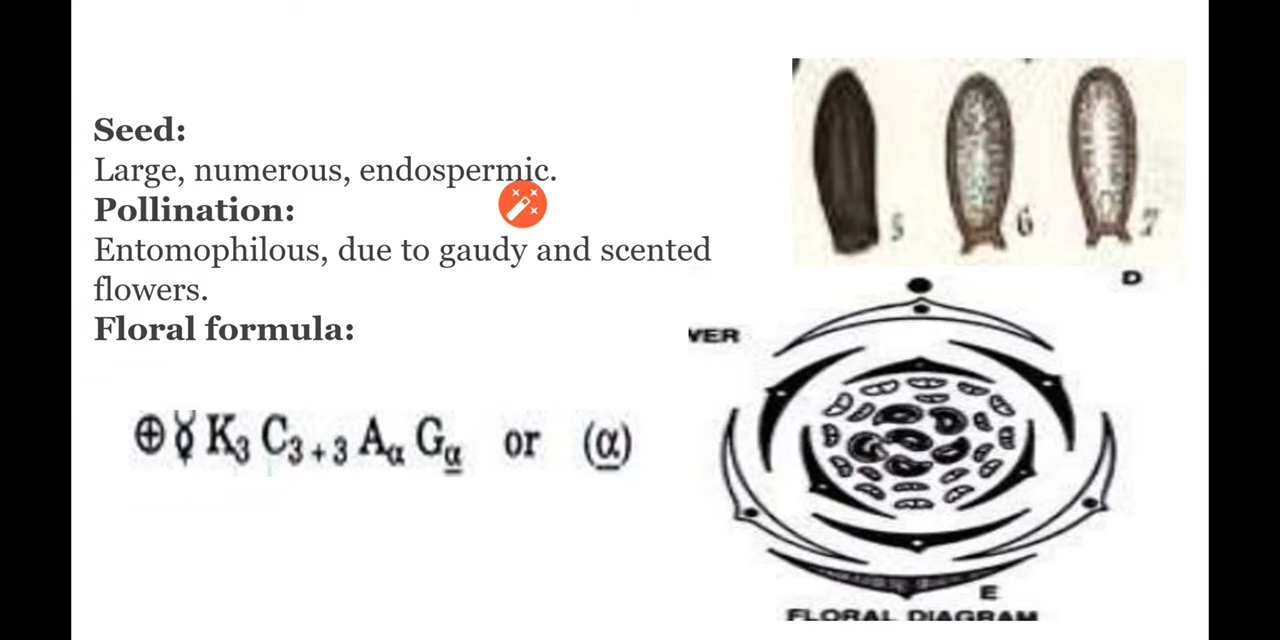 Seed:
Large, numerous, endospermic.
Pollination:
Entomophilous, due to gaudy and scented
flowers.
Floral formula:
⊕ ⚥ K₃ C₃₊₃ Aα Gα̲ or (α̲)
5 6 7
D
VER
E
FLORAL DIAGRAM